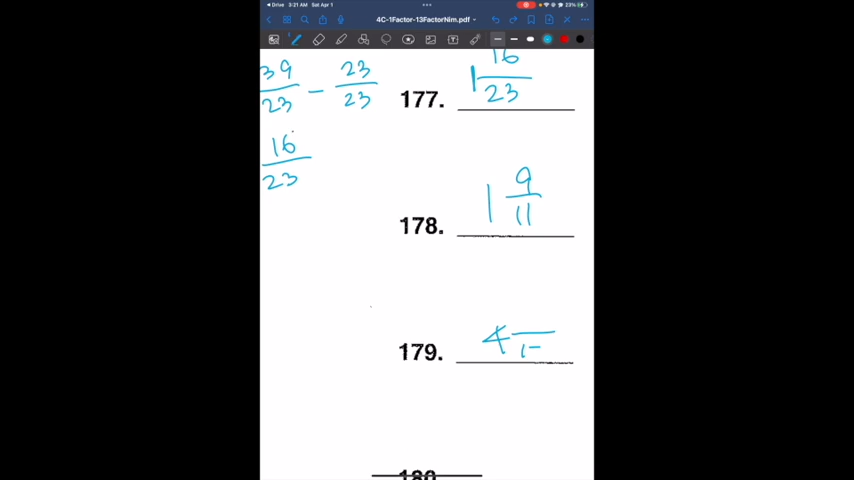 Drive 3:21 AM Sat Apr 1 23%
4C-1Factor-13FactorNim.pdf
39/23 - 23/23
177. 1 16/23
16/23
178. 1 9/11
179. 4
180